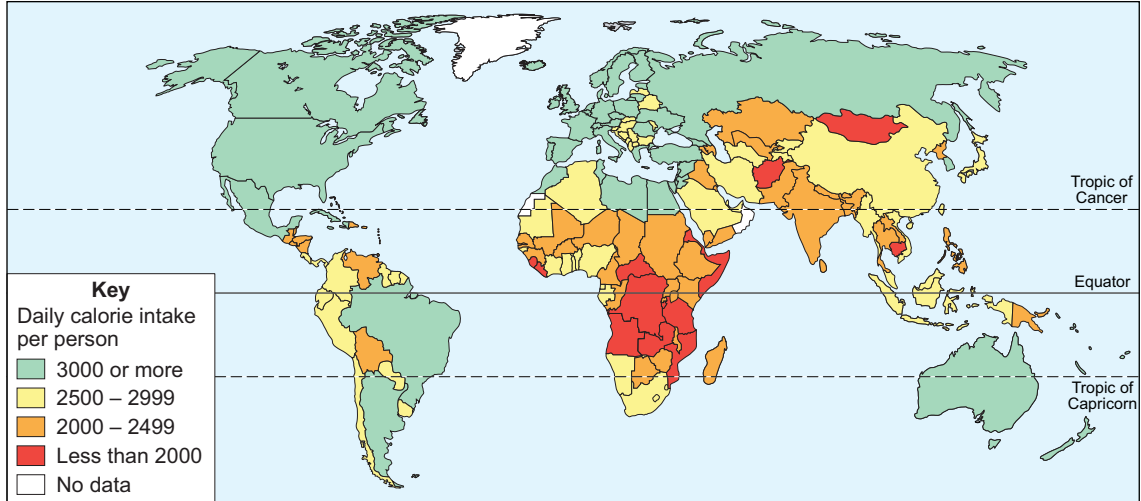 Tropic of
Cancer
Equator
Tropic of
Capricorn
Key
Daily calorie intake
per person
3000 or more
2500 – 2999
2000 – 2499
Less than 2000
No data